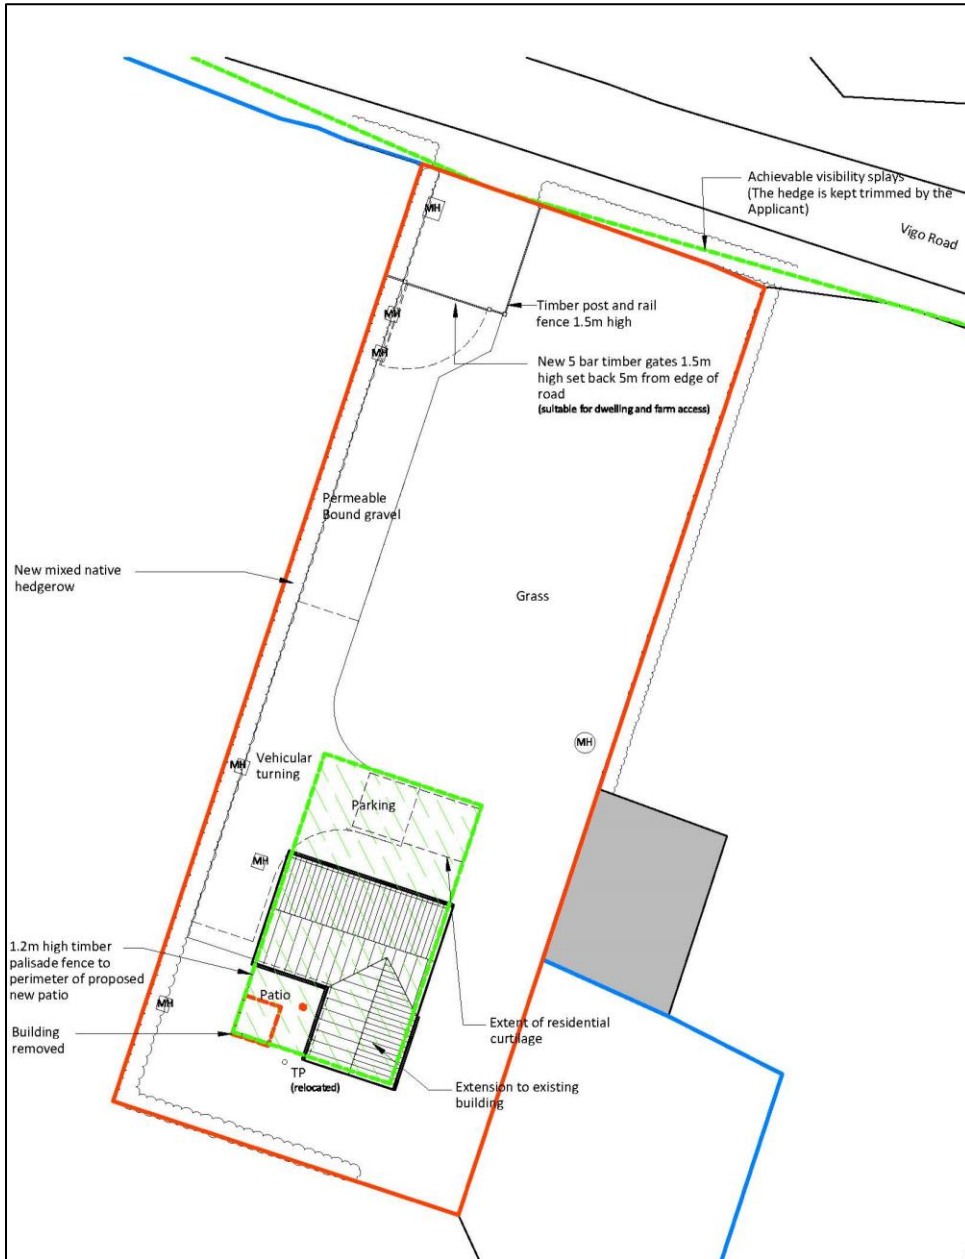 Achievable visibility splays
(The hedge is kept trimmed by the
Applicant)
Vigo Road
MH
Timber post and rail
fence 1.5m high
MH
MH
New 5 bar timber gates 1.5m
high set back 5m from edge of
road
(suitable for dwelling and farm access)
Permeable
Bound gravel
New mixed native
hedgerow
Grass
MH
MH
Vehicular
turning
Parking
MH
1.2m high timber
palisade fence to
perimeter of proposed
new patio
Patio
MH
Building
removed
Extent of residential
curtilage
TP
(relocated)
Extension to existing
building